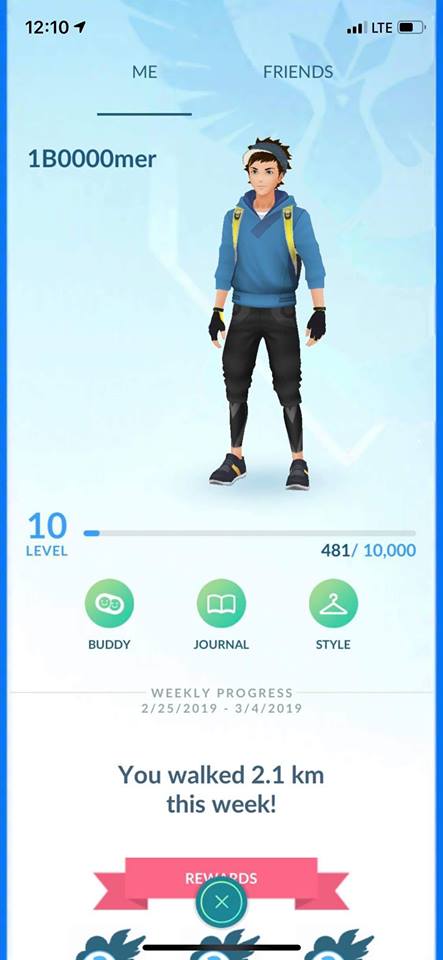 12:10 LTE
ME FRIENDS
1B0000mer
10
LEVEL
481/ 10,000
BUDDY JOURNAL STYLE
WEEKLY PROGRESS
2/25/2019 - 3/4/2019
You walked 2.1 km
this week!
REWARDS